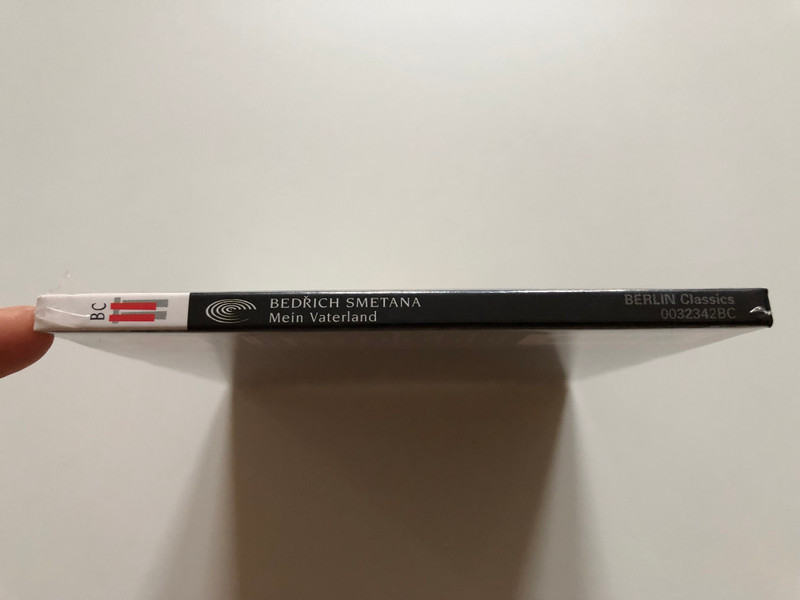 BC
BEDŘICH SMETANA
Mein Vaterland
BERLIN Classics
0032342BC